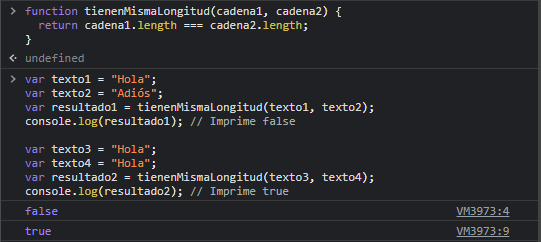 function tienenMismaLongitud(cadena1, cadena2) {
  return cadena1.length === cadena2.length;
}
undefined
var texto1 = "Hola";
var texto2 = "Adiós";
var resultado1 = tienenMismaLongitud(texto1, texto2);
console.log(resultado1); // Imprime false

var texto3 = "Hola";
var texto4 = "Hola";
var resultado2 = tienenMismaLongitud(texto3, texto4);
console.log(resultado2); // Imprime true
false VM3973:4
true VM3973:9